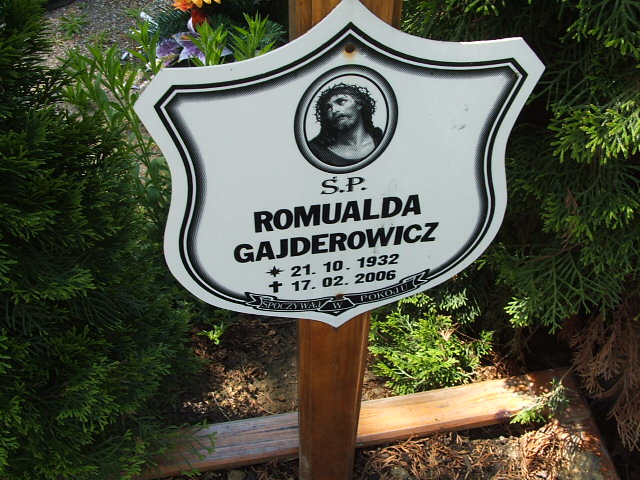 Ś.P.
ROMUALDA
GAJDEROWICZ
✴ 21. 10. 1932
✝ 17. 02. 2006
SPOCZYWAJ W POKOJU